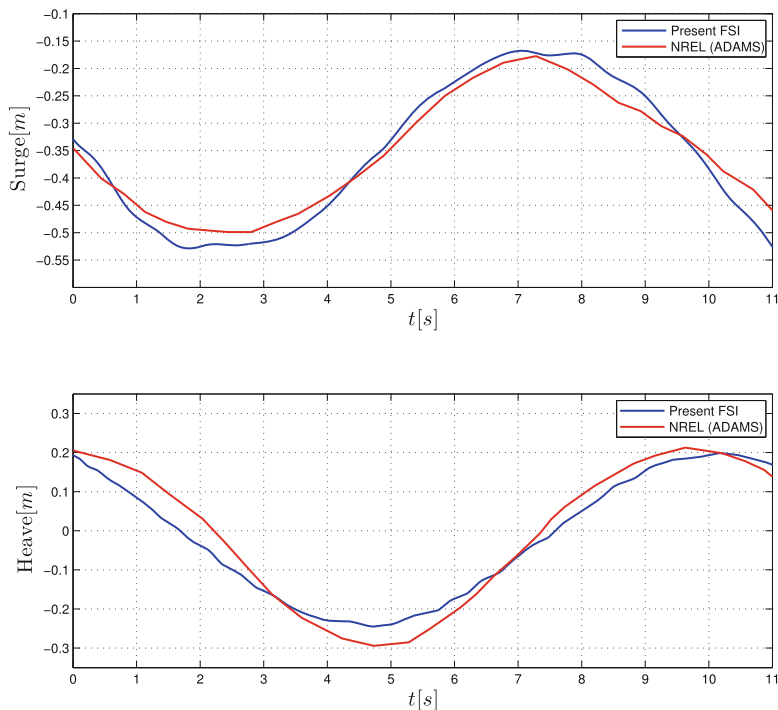 −0.1
−0.15
−0.2
−0.25
−0.3
−0.35
−0.4
−0.45
−0.5
−0.55
Surge[m]
Present FSI
NREL (ADAMS)
0 1 2 3 4 5 6 7 8 9 10 11
t[s]
0.3
0.2
0.1
0
−0.1
−0.2
−0.3
Heave[m]
Present FSI
NREL (ADAMS)
0 1 2 3 4 5 6 7 8 9 10 11
t[s]